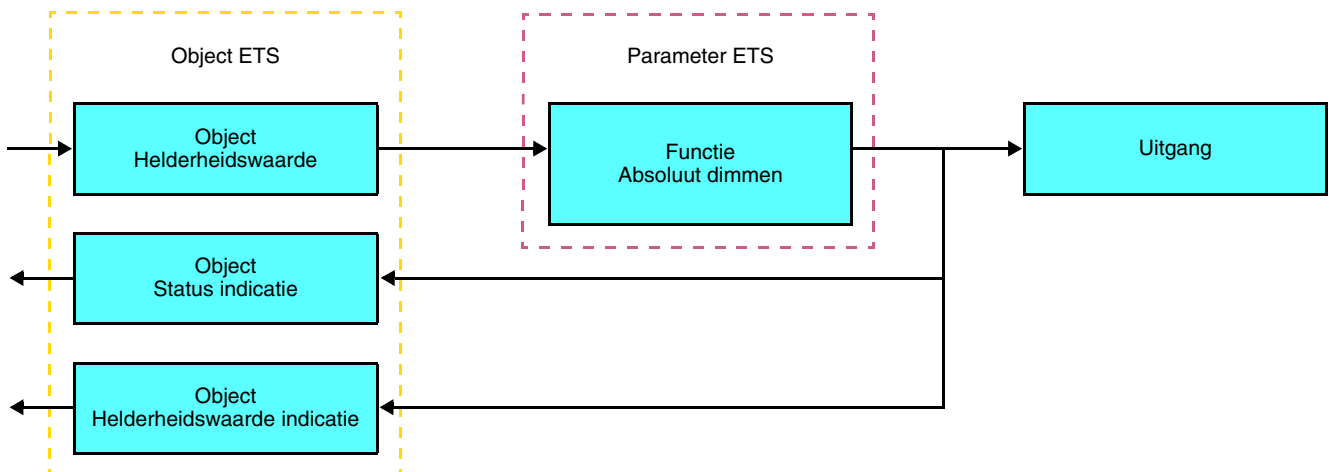 Object ETS
Parameter ETS
Object
Helderheidswaarde
Functie
Absoluut dimmen
Uitgang
Object
Status indicatie
Object
Helderheidswaarde indicatie